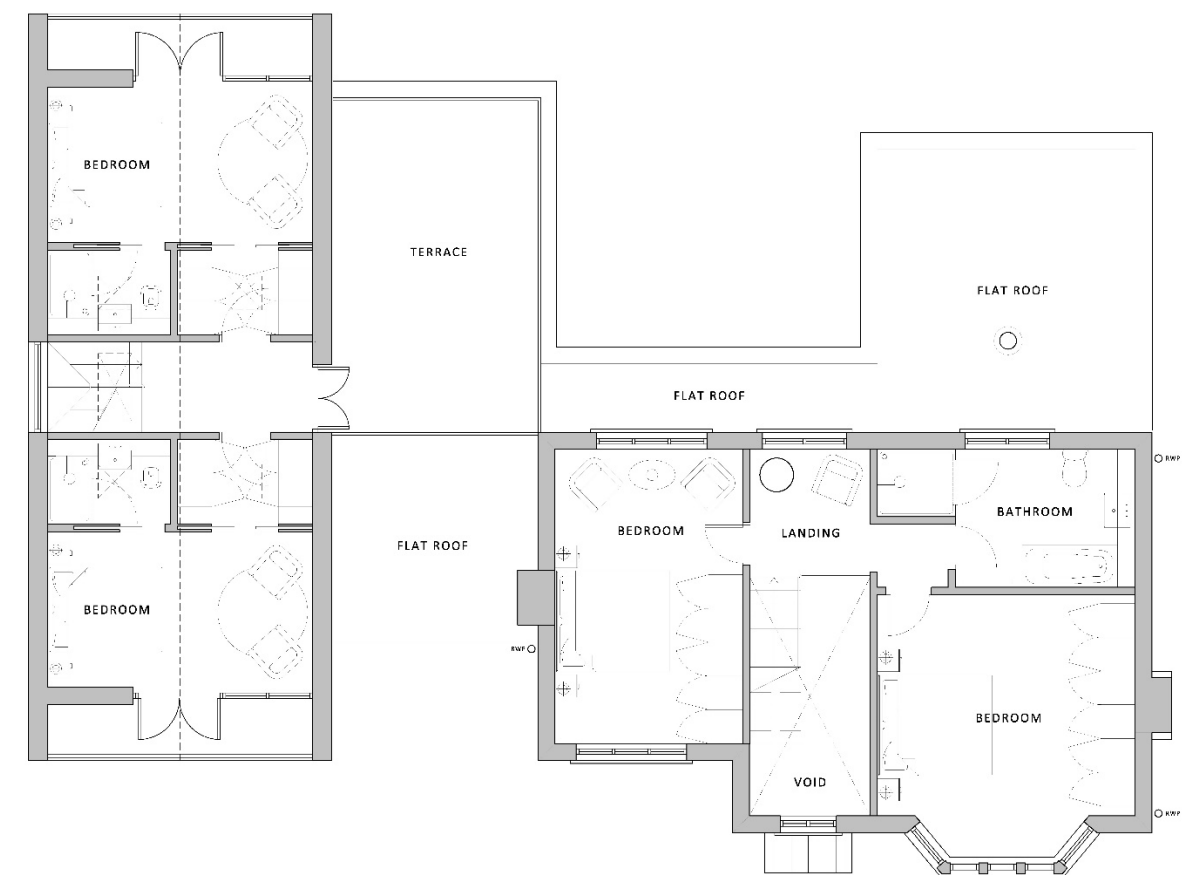 BEDROOM
TERRACE
FLAT ROOF
FLAT ROOF
RWP
BEDROOM
LANDING
BATHROOM
FLAT ROOF
BEDROOM
RWP
BEDROOM
VOID
RWP